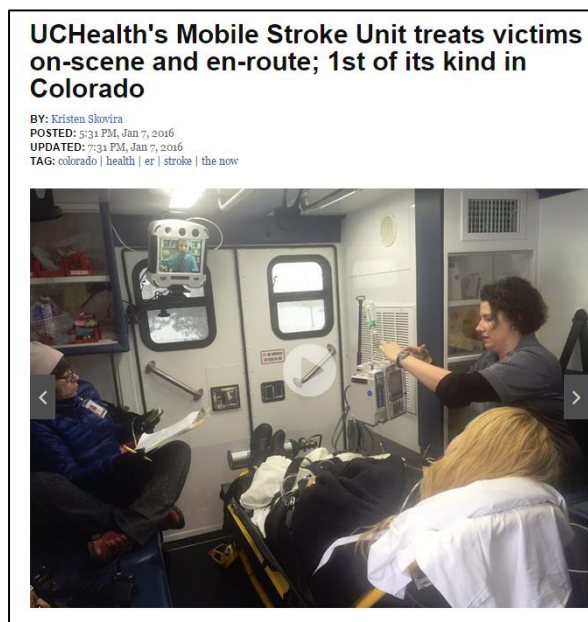 UCHealth's Mobile Stroke Unit treats victims
on-scene and en-route; 1st of its kind in
Colorado
BY: Kristen Skovira
POSTED: 5:31 PM, Jan 7, 2016
UPDATED: 7:31 PM, Jan 7, 2016
TAG: colorado | health | er | stroke | the now